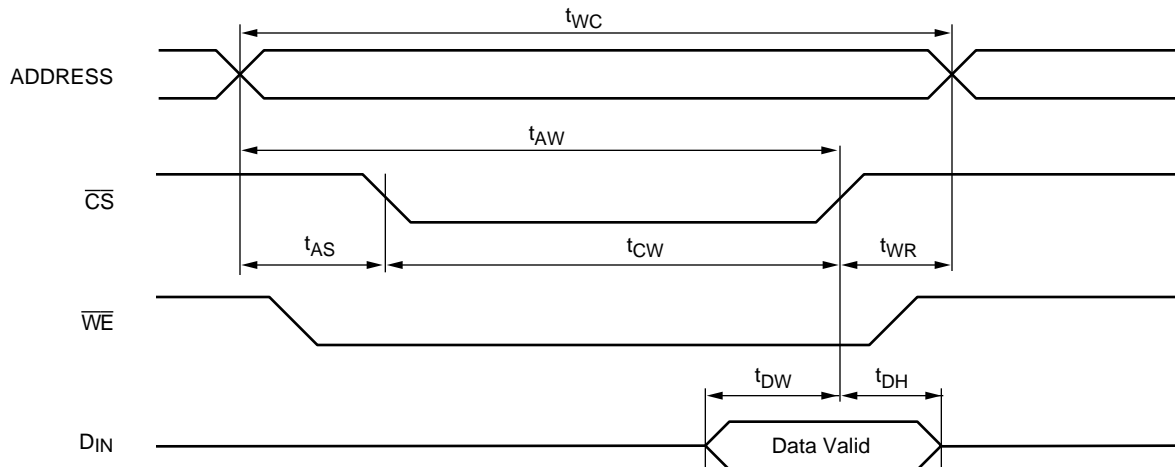 tWC
ADDRESS
tAW
CS
tAS
tCW
tWR
WE
tDW
tDH
DIN
Data Valid